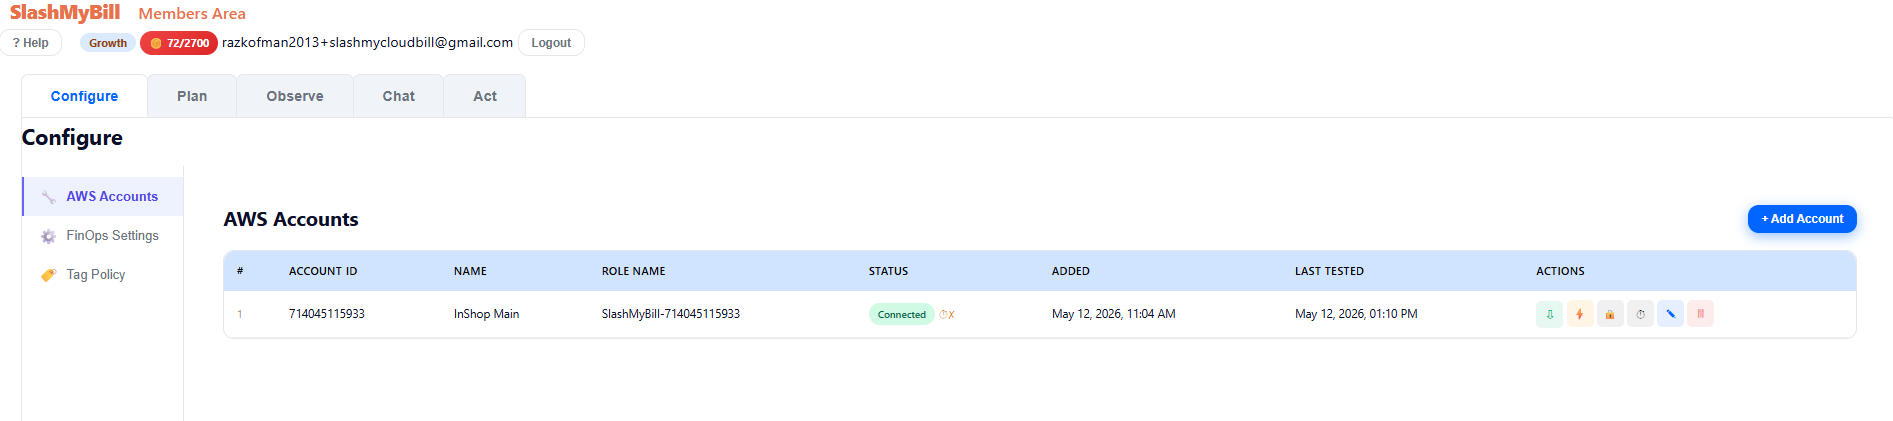 SlashMyBill Members Area
? Help Growth 72/2700 razkofman2013+slashmycloudbill@gmail.com Logout
Configure Plan Observe Chat Act
Configure
AWS Accounts
FinOps Settings
Tag Policy
AWS Accounts + Add Account
# ACCOUNT ID NAME ROLE NAME STATUS ADDED LAST TESTED ACTIONS
1 714045115933 InShop Main SlashMyBill-714045115933 Connected May 12, 2026, 11:04 AM May 12, 2026, 01:10 PM